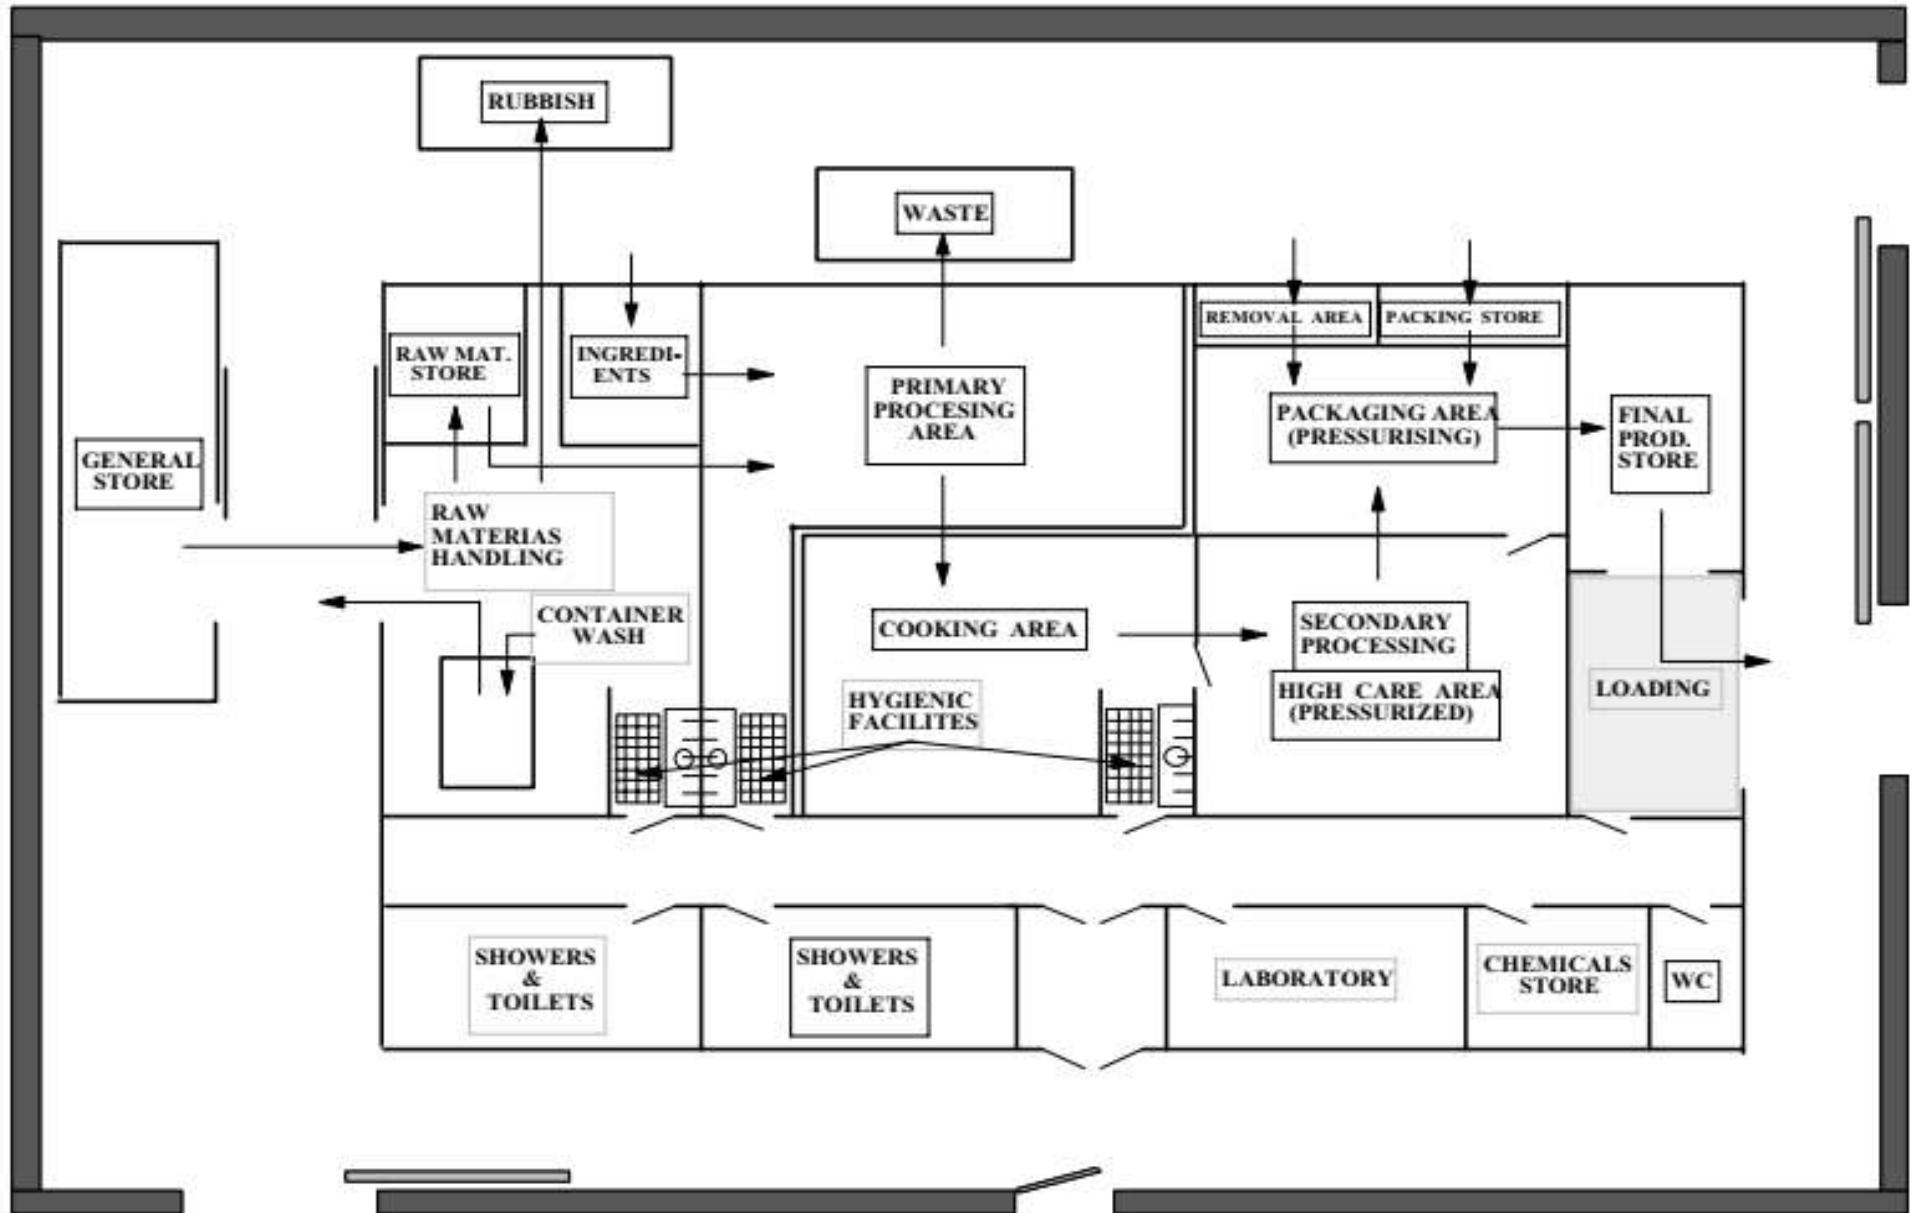 RUBBISH
WASTE
REMOVAL AREA
PACKING STORE
RAW MAT.
STORE
INGREDI-
ENTS
PRIMARY
PROCESING
AREA
PACKAGING AREA
(PRESSURISING)
FINAL
PROD.
STORE
GENERAL
STORE
RAW
MATERIAS
HANDLING
CONTAINER
WASH
COOKING AREA
SECONDARY
PROCESSING
HIGH CARE AREA
(PRESSURIZED)
LOADING
HYGIENIC
FACILITES
SHOWERS
&
TOILETS
SHOWERS
&
TOILETS
LABORATORY
CHEMICALS
STORE
WC